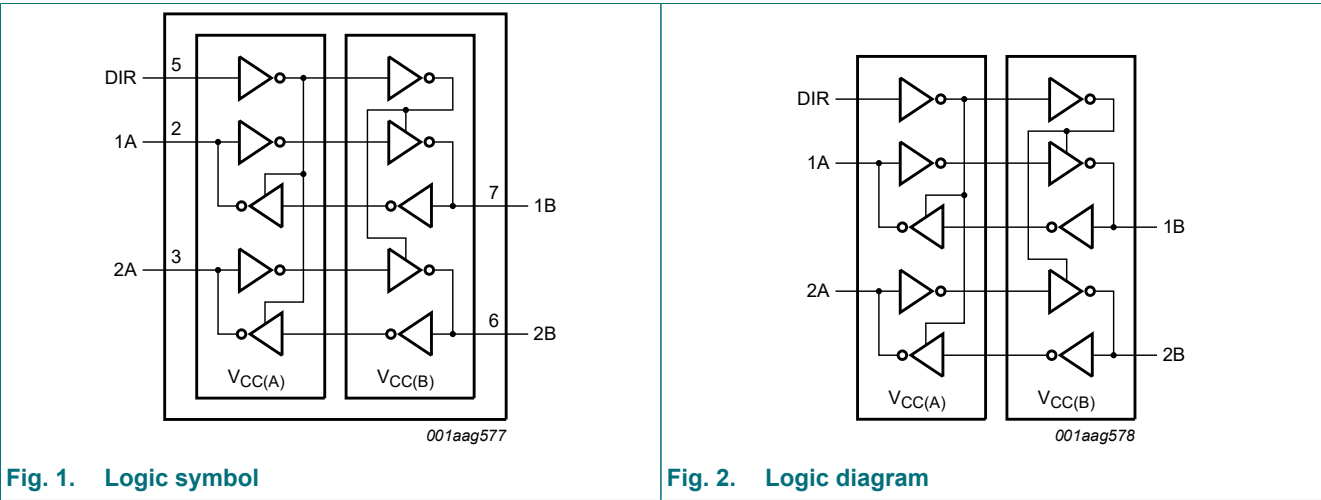 DIR 5
1A 2
7 1B
2A 3
6 2B
VCC(A) VCC(B)
001aag577
Fig. 1. Logic symbol
DIR
1A
1B
2A
2B
VCC(A) VCC(B)
001aag578
Fig. 2. Logic diagram